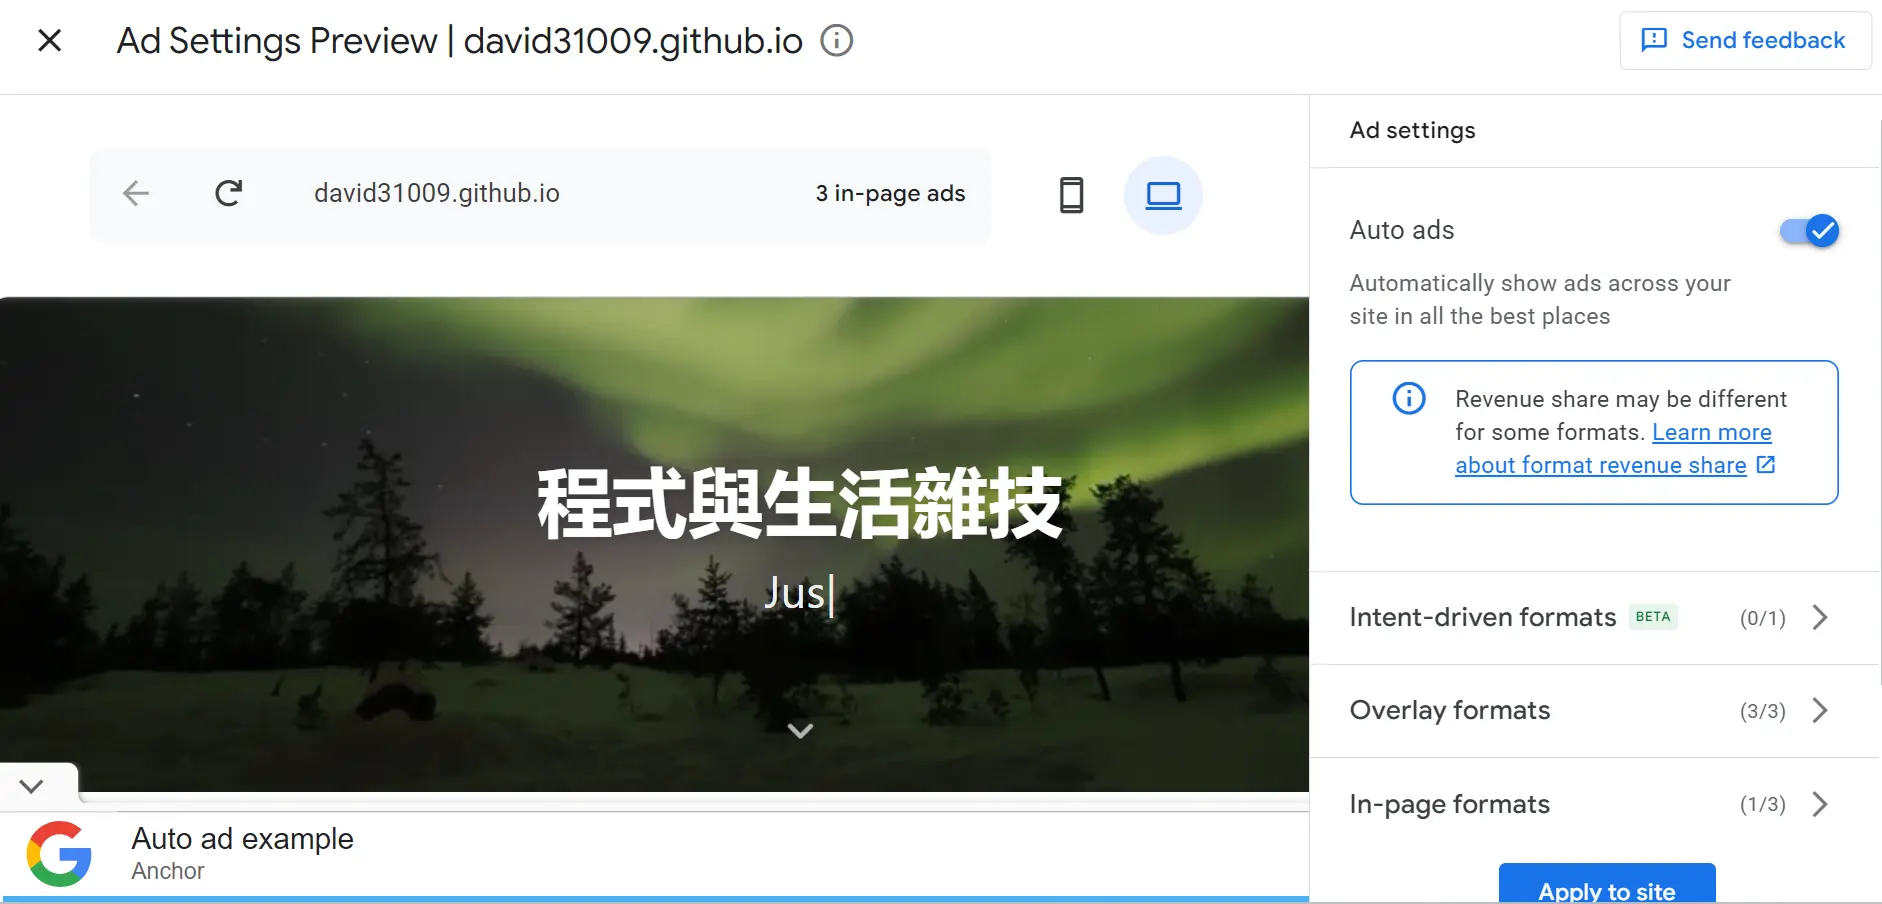 Ad Settings Preview | david31009.github.io
Send feedback
david31009.github.io
3 in-page ads
程式與生活雜技
Jus|
Auto ad example
Anchor
Ad settings
Auto ads
Automatically show ads across your
site in all the best places
Revenue share may be different
for some formats. Learn more
about format revenue share
Intent-driven formats BETA (0/1)
Overlay formats (3/3)
In-page formats (1/3)
Apply to site